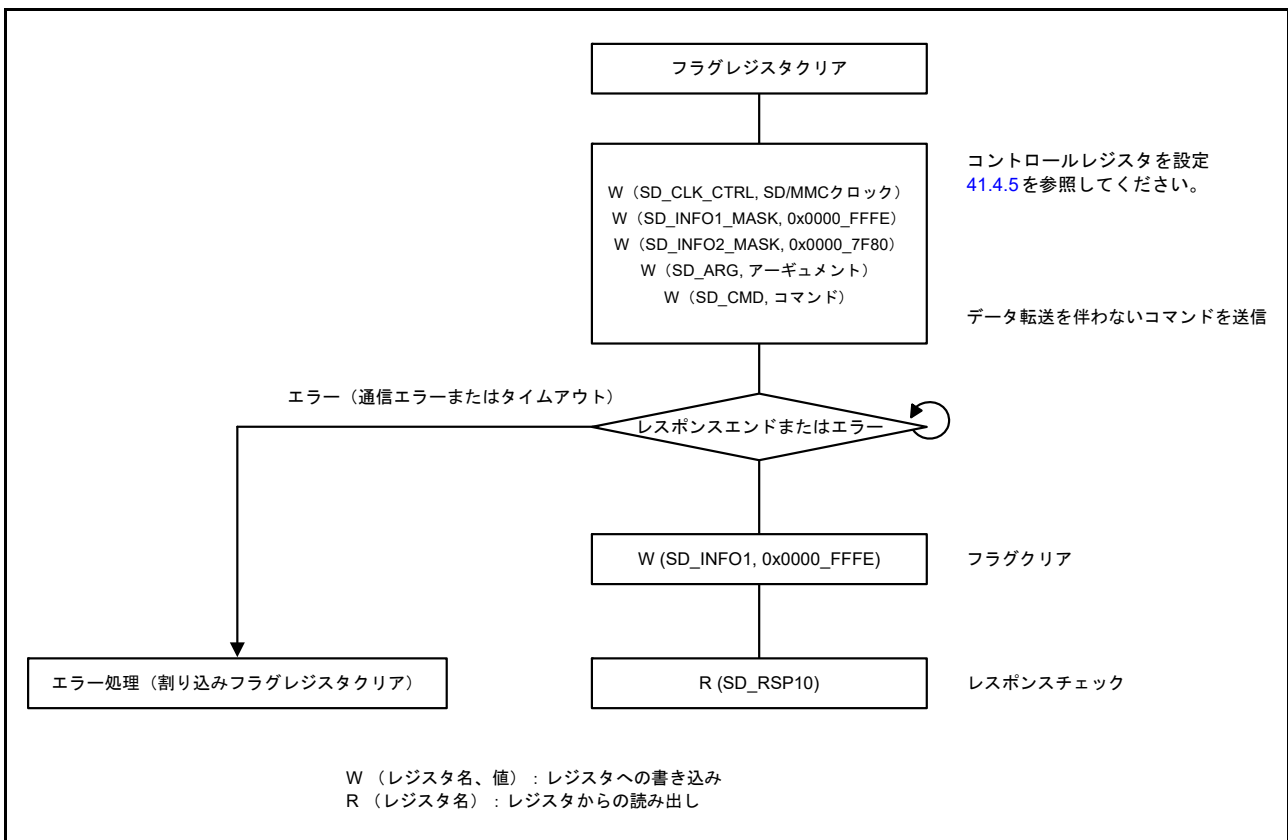 フラグレジスタクリア
コントロールレジスタを設定
41.4.5を参照してください。
W（SD_CLK_CTRL, SD/MMCクロック）
W（SD_INFO1_MASK, 0x0000_FFFE）
W（SD_INFO2_MASK, 0x0000_7F80）
W（SD_ARG, アーギュメント）
W（SD_CMD, コマンド）
データ転送を伴わないコマンドを送信
エラー（通信エラーまたはタイムアウト）
レスポンスエンドまたはエラー
W (SD_INFO1, 0x0000_FFFE)
フラグクリア
エラー処理（割り込みフラグレジスタクリア）
R (SD_RSP10)
レスポンスチェック
W （レジスタ名、値）：レジスタへの書き込み
R （レジスタ名）：レジスタからの読み出し